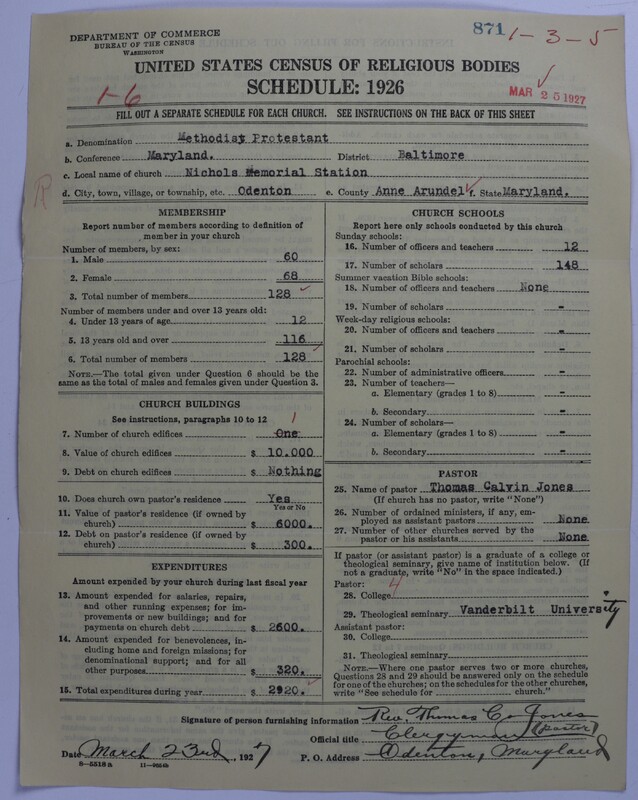 DEPARTMENT OF COMMERCE
BUREAU OF THE CENSUS
WASHINGTON
871 1-3-5
UNITED STATES CENSUS OF RELIGIOUS BODIES
SCHEDULE: 1926
1-6
MAR 25 1927
FILL OUT A SEPARATE SCHEDULE FOR EACH CHURCH. SEE INSTRUCTIONS ON THE BACK OF THIS SHEET
a. Denomination Methodist Protestant
b. Conference Maryland. District Baltimore
c. Local name of church Nichols Memorial Station
d. City, town, village, or township, etc. Odenton e. County Anne Arundel f. State Maryland.
R
MEMBERSHIP
Report number of members according to definition of
member in your church
Number of members, by sex:
1. Male 60
2. Female 68
3. Total number of members 128
Number of members under and over 13 years old:
4. Under 13 years of age 12
5. 13 years old and over 116
6. Total number of members 128
NOTE.—The total given under Question 6 should be the
same as the total of males and females given under Question 3.
CHURCH BUILDINGS
See instructions, paragraphs 10 to 12
1
7. Number of church edifices One
8. Value of church edifices $ 10.000
9. Debt on church edifices $ Nothing
10. Does church own pastor's residence Yes
Yes or No
11. Value of pastor's residence (if owned by
church) $ 6000.
12. Debt on pastor's residence (if owned by
church) $ 300.
EXPENDITURES
Amount expended by your church during last fiscal year
13. Amount expended for salaries, repairs,
and other running expenses; for im-
provements or new buildings; and for
payments on church debt $ 2600.
14. Amount expended for benevolences, in-
cluding home and foreign missions; for
denominational support; and for all
other purposes $ 320.
15. Total expenditures during year $ 2920.
CHURCH SCHOOLS
Report here only schools conducted by this church
Sunday schools:
16. Number of officers and teachers 12
17. Number of scholars 148
Summer vacation Bible schools:
18. Number of officers and teachers None
19. Number of scholars -
Week-day religious schools:
20. Number of officers and teachers -
21. Number of scholars -
Parochial schools:
22. Number of administrative officers -
23. Number of teachers—
a. Elementary (grades 1 to 8) -
b. Secondary -
24. Number of scholars—
a. Elementary (grades 1 to 8) -
b. Secondary -
PASTOR
25. Name of pastor Thomas Calvin Jones
(If church has no pastor, write "None")
26. Number of ordained ministers, if any, em-
ployed as assistant pastors None
27. Number of other churches served by the
pastor or his assistants None
If pastor (or assistant pastor) is a graduate of a college or
theological seminary, give name of institution below. (If
not a graduate, write "No" in the space indicated.)
Pastor: 4
28. College
29. Theological seminary Vanderbilt University
Assistant pastor:
30. College
31. Theological seminary
NOTE.—Where one pastor serves two or more churches,
Questions 28 and 29 should be answered only on the schedule
for one of the churches; on the schedules for the other churches,
write "See schedule for church."
Signature of person furnishing information Rev. Thomas C. Jones
Official title Clergyman (Pastor)
Date March 23rd, 1927 P. O. Address Odenton, Maryland
8—5518a